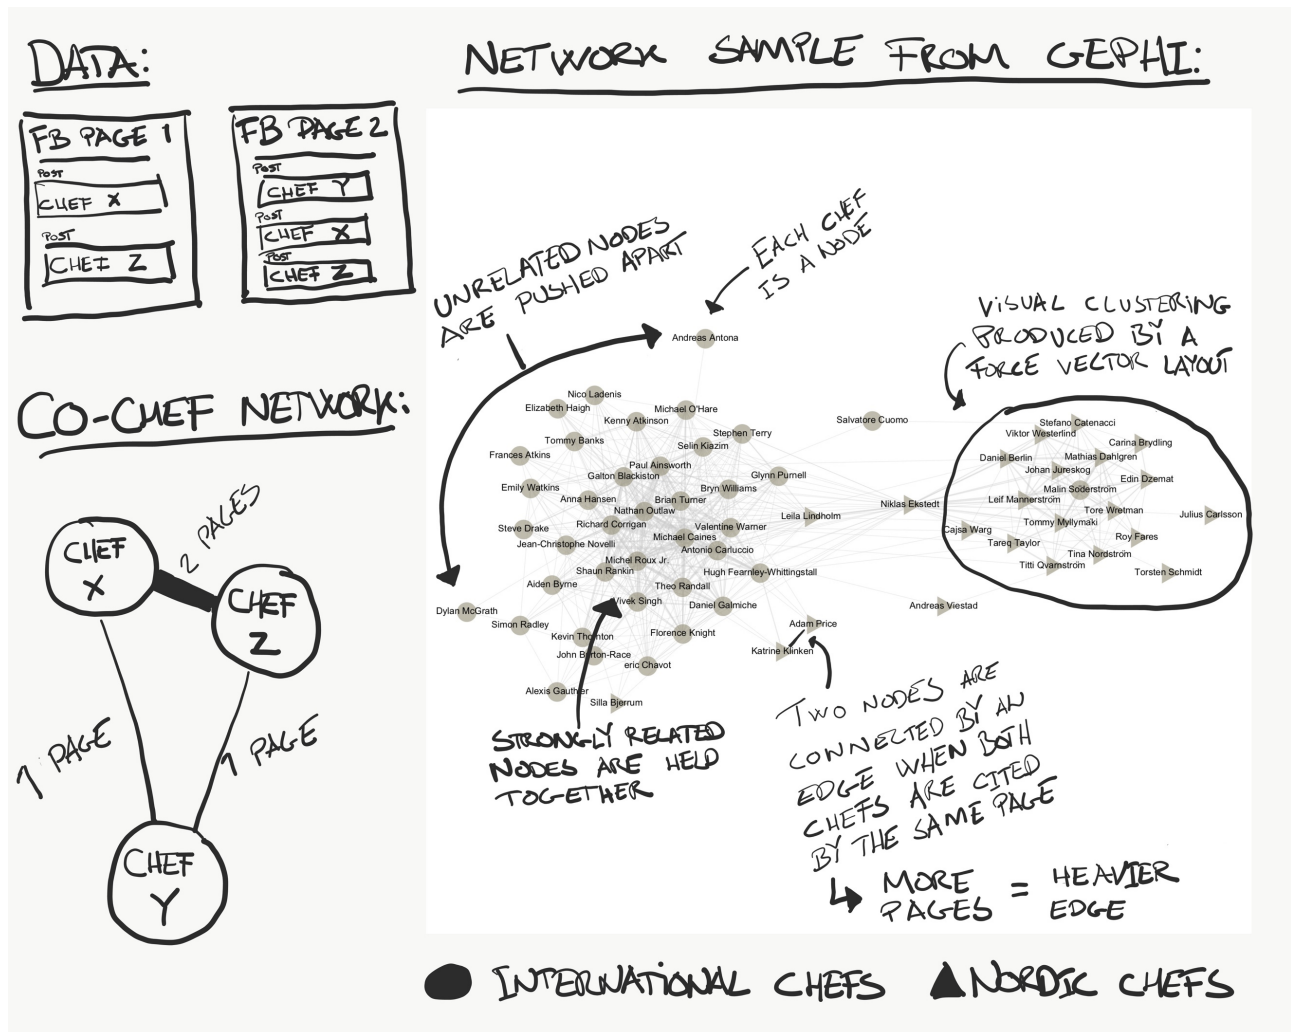 DATA:
FB PAGE 1
POST
CHEF X
POST
CHEF Z
FB PAGE 2
POST
CHEF Y
POST
CHEF X
POST
CHEF Z
CO-CHEF NETWORK:
CHEF
X
2 PAGES
CHEF
Z
1 PAGE
1 PAGE
CHEF
Y
NETWORK SAMPLE FROM GEPHI:
UNRELATED NODES
ARE PUSHED APART
EACH CHEF
IS A NODE
VISUAL CLUSTERING
PRODUCED BY A
FORCE VECTOR LAYOUT
Andreas Antona
Nico Ladenis
Elizabeth Haigh
Michael O'Hare
Kenny Atkinson
Stephen Terry
Tommy Banks
Selin Kiazim
Frances Atkins
Paul Ainsworth
Galton Blackiston
Glynn Purnell
Emily Watkins
Bryn Williams
Anna Hansen
Brian Turner
Nathan Outlaw
Leila Lindholm
Steve Drake
Richard Corrigan
Valentine Warner
Michael Caines
Jean-Christophe Novelli
Antonio Carluccio
Michel Roux Jr.
Shaun Rankin
Hugh Fearnley-Whittingstall
Aiden Byrne
Theo Randall
Vivek Singh
Daniel Galmiche
Dylan McGrath
Simon Radley
Kevin Thornton
Florence Knight
Adam Price
John Burton-Race
Katrine Klinken
eric Chavot
Alexis Gauthier
Silla Bjerrum
Salvatore Cuomo
Niklas Ekstedt
Andreas Viestad
Stefano Catenacci
Viktor Westerlind
Carina Brydling
Daniel Berlin
Mathias Dahlgren
Johan Jureskog
Edin Dzemat
Malin Soderstrom
Leif Mannerstrom
Tore Wretman
Julius Carlsson
Tommy Myllymaki
Cajsa Warg
Roy Fares
Tareq Taylor
Tina Nordstrom
Titti Qvarnstrom
Torsten Schmidt
STRONGLY RELATED
NODES ARE HELD
TOGETHER
TWO NODES ARE
CONNECTED BY AN
EDGE WHEN BOTH
CHEFS ARE CITED
BY THE SAME PAGE
MORE PAGES = HEAVIER EDGE
INTERNATIONAL CHEFS
NORDIC CHEFS